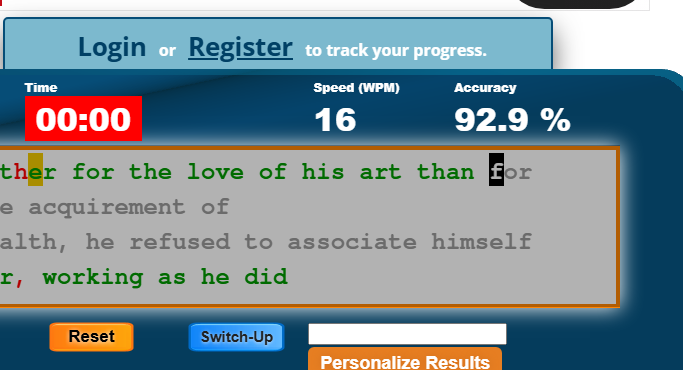 Login or Register to track your progress.
Time Speed (WPM) Accuracy
00:00 16 92.9 %
ther for the love of his art than for
e acquirement of
alth, he refused to associate himself
r, working as he did
Reset Switch-Up
Personalize Results